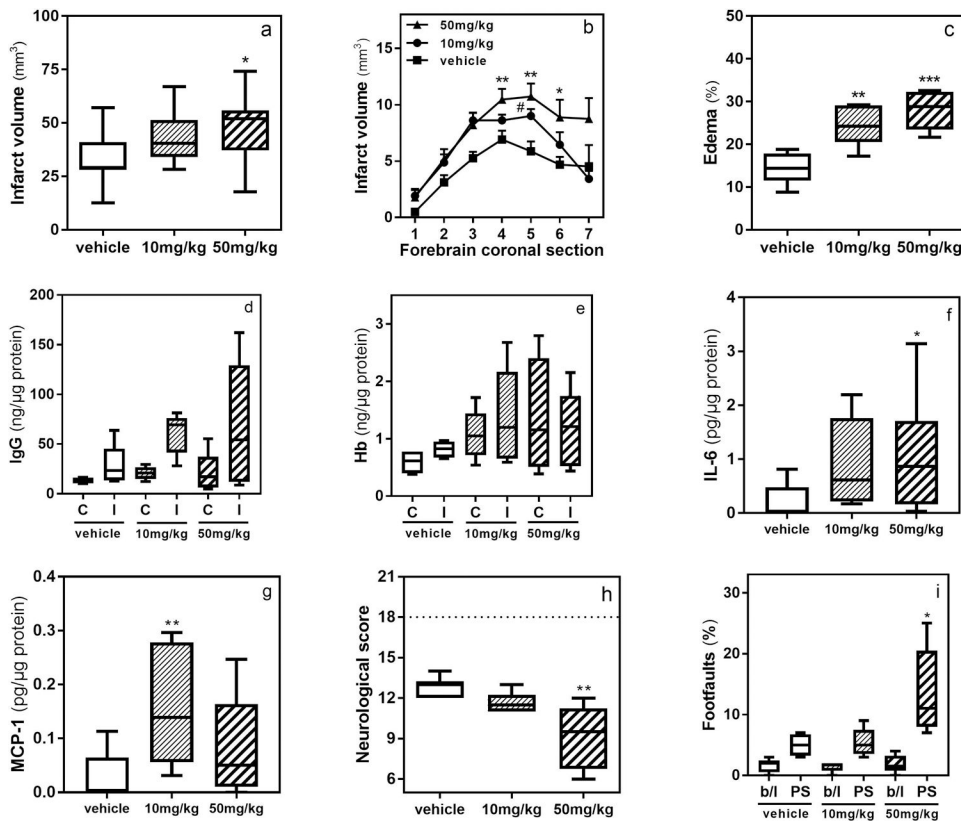 a
Infarct volume (mm³)
100
75
50
25
0
*
vehicle 10mg/kg 50mg/kg
b
50mg/kg
10mg/kg
vehicle
Infarct volume (mm³)
15
10
5
0
** ** *
#
1 2 3 4 5 6 7
Forebrain coronal section
c
Edema (%)
40
30
20
10
0
** ***
vehicle 10mg/kg 50mg/kg
d
IgG (ng/µg protein)
200
150
100
50
0
C I C I C I
vehicle 10mg/kg 50mg/kg
e
Hb (ng/µg protein)
3
2
1
0
C I C I C I
vehicle 10mg/kg 50mg/kg
f
IL-6 (pg/µg protein)
4
3
2
1
0
*
vehicle 10mg/kg 50mg/kg
g
MCP-1 (pg/µg protein)
0.4
0.3
0.2
0.1
0.0
**
vehicle 10mg/kg 50mg/kg
h
Neurological score
21
18
15
12
9
6
**
vehicle 10mg/kg 50mg/kg
i
Footfaults (%)
30
20
10
0
*
b/l PS b/l PS b/l PS
vehicle 10mg/kg 50mg/kg